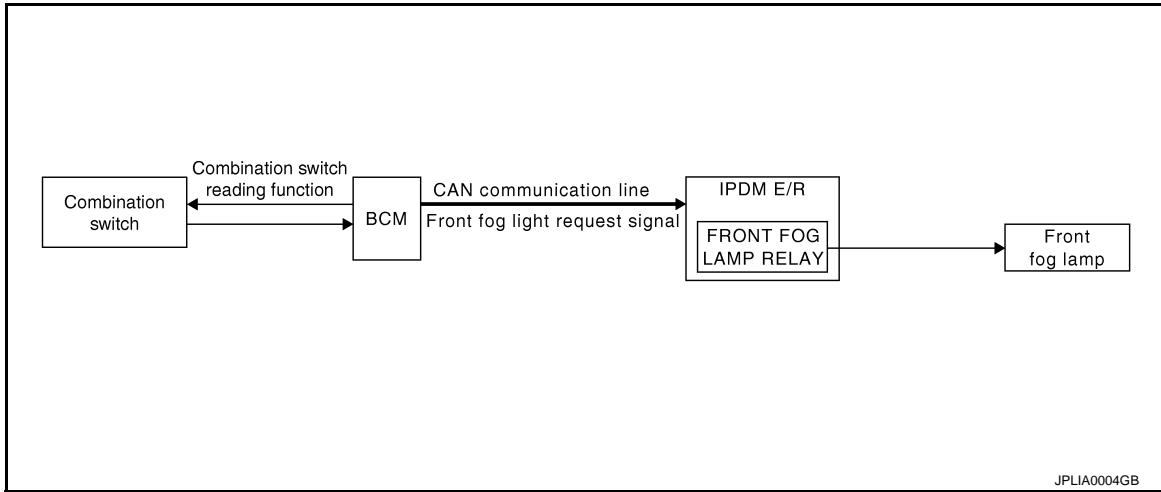 Combination
switch
Combination switch
reading function
BCM
CAN communication line
Front fog light request signal
IPDM E/R
FRONT FOG
LAMP RELAY
Front
fog lamp
JPLIA0004GB